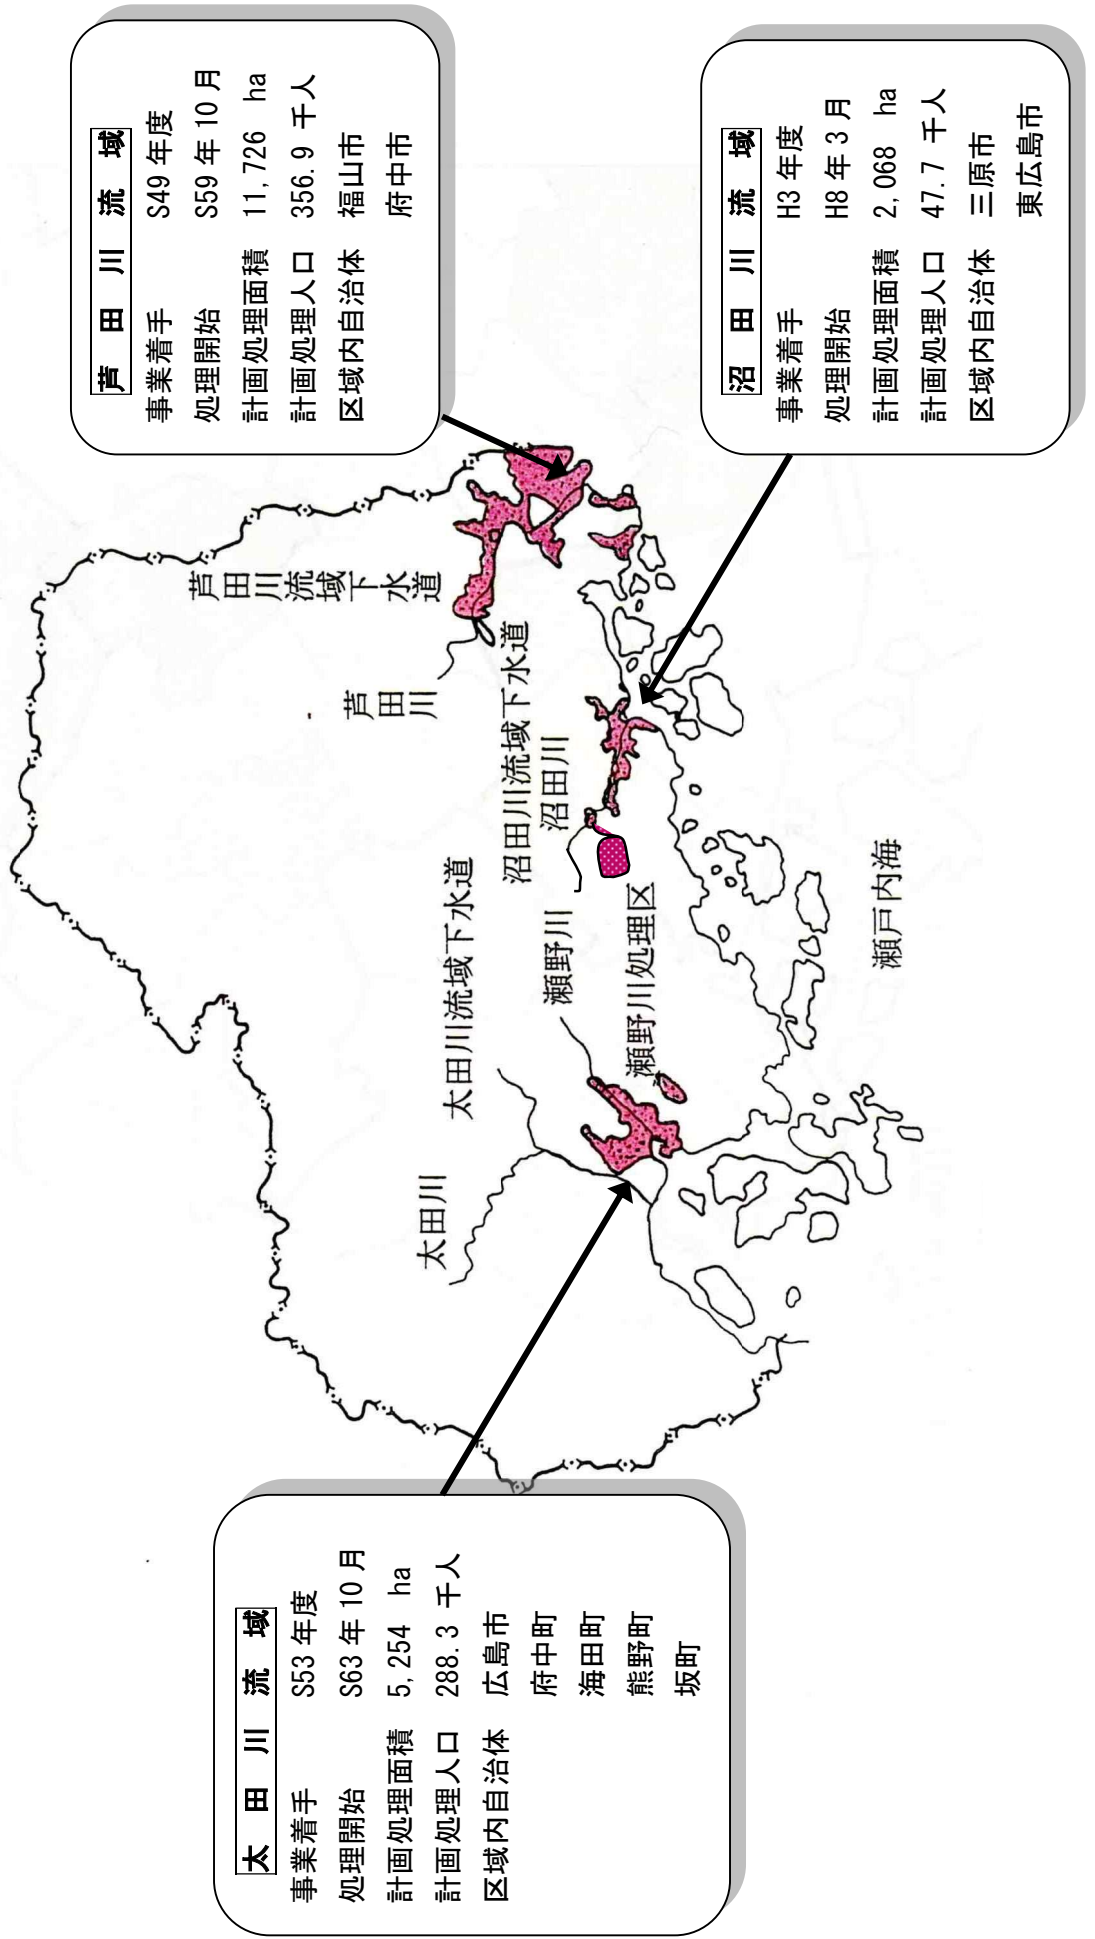 太田川流域
事業着手 S53年度
処理開始 S63年10月
計画処理面積 5,254 ha
計画処理人口 288.3 千人
区域内自治体 広島市
府中町
海田町
熊野町
坂町
芦田川流域
事業着手 S49年度
処理開始 S59年10月
計画処理面積 11,726 ha
計画処理人口 356.9 千人
区域内自治体 福山市
府中市
沼田川流域
事業着手 H3年度
処理開始 H8年3月
計画処理面積 2,068 ha
計画処理人口 47.7 千人
区域内自治体 三原市
東広島市
芦田川流域下水道
芦田川
太田川
太田川流域下水道
沼田川流域下水道
沼田川
瀬野川
瀬野川処理区
瀬戸内海